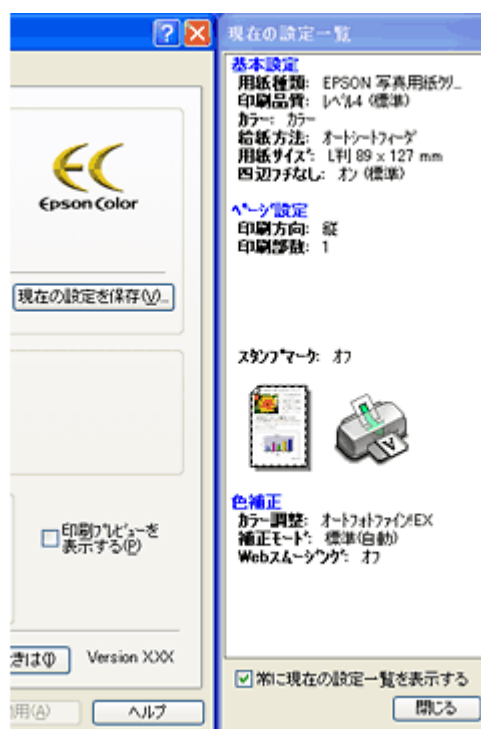 EC
Epson Color
現在の設定を保存(V)...
印刷プレビューを
表示する(P)
きは(I)
Version XXX
用(A)
ヘルプ
現在の設定一覧
基本設定
用紙種類: EPSON 写真用紙クリ...
印刷品質: レベル4 (標準)
カラー: カラー
給紙方法: オートシートフィーダ
用紙サイズ: L判 89 x 127 mm
四辺フチなし: オン (標準)
ページ設定
印刷方向: 縦
印刷部数: 1
スタンプマーク: オフ
色補正
カラー調整: オートフォトファイン!EX
補正モード: 標準(自動)
Webスムージング: オフ
常に現在の設定一覧を表示する
閉じる